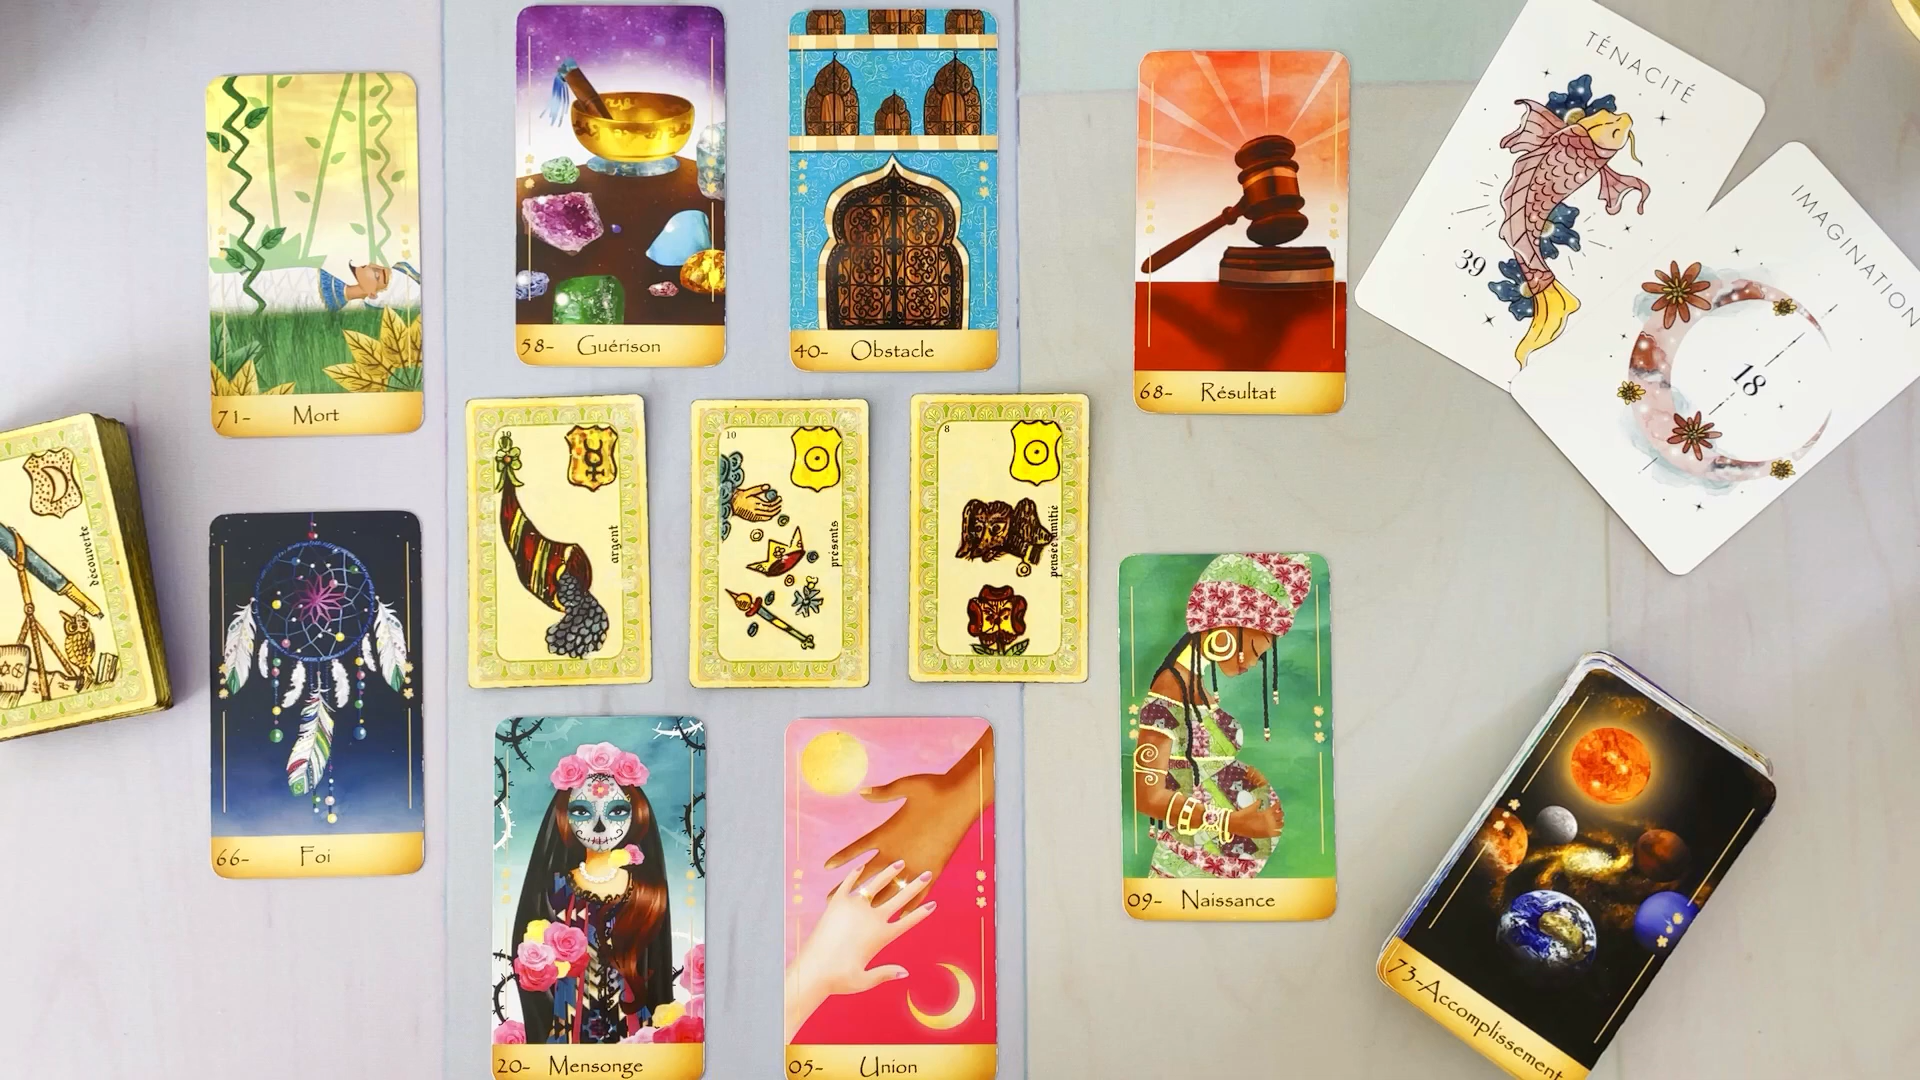 TÉNACITÉ
39
IMAGINATION
18
58- Guérison
40- Obstacle
68- Résultat
71- Mort
découverte
argent
10
présents
8
pensée amitié
66- Foi
09- Naissance
73-Accomplissement
20- Mensonge
05- Union